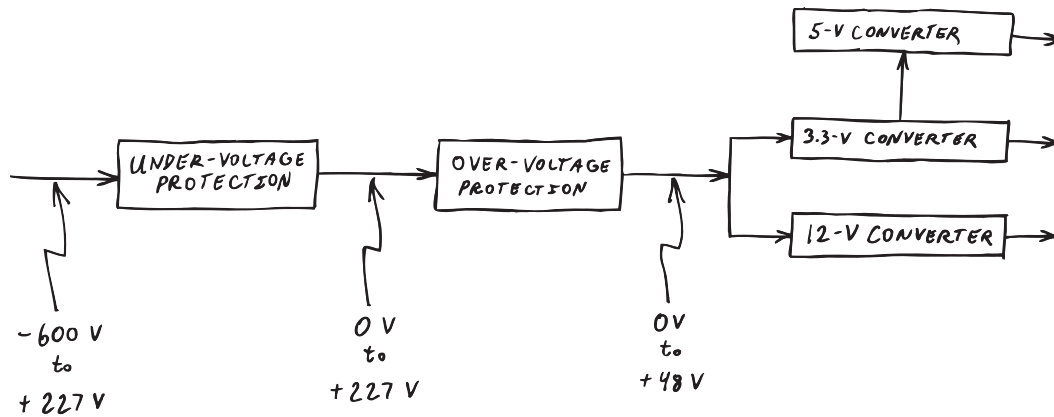 5-V CONVERTER
UNDER-VOLTAGE
PROTECTION
OVER-VOLTAGE
PROTECTION
3.3-V CONVERTER
12-V CONVERTER
-600 V
to
+227 V
0 V
to
+227 V
0V
to
+48 V